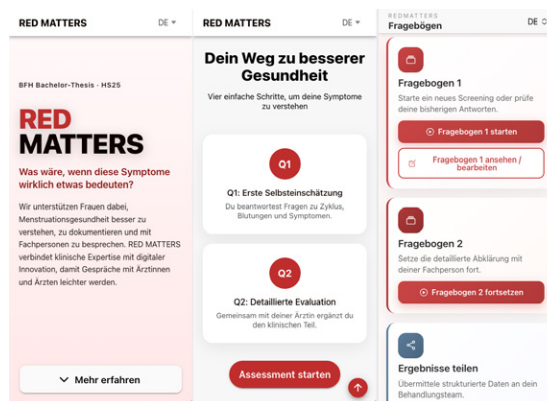 RED MATTERS
DE
BFH Bachelor-Thesis · HS25
RED
MATTERS
Was wäre, wenn diese Symptome
wirklich etwas bedeuten?
Wir unterstützen Frauen dabei,
Menstruationsgesundheit besser zu
verstehen, zu dokumentieren und mit
Fachpersonen zu besprechen. RED MATTERS
verbindet klinische Expertise mit digitaler
Innovation, damit Gespräche mit Ärztinnen
und Ärzten leichter werden.
Mehr erfahren
RED MATTERS
DE
Dein Weg zu besserer
Gesundheit
Vier einfache Schritte, um deine Symptome
zu verstehen
Q1
Q1: Erste Selbsteinschätzung
Du beantwortest Fragen zu Zyklus,
Blutungen und Symptomen.
Q2
Q2: Detaillierte Evaluation
Gemeinsam mit deiner Ärztin ergänzt du
den klinischen Teil.
Assessment starten
REDMATTERS
Fragebögen
DE
Fragebogen 1
Starte ein neues Screening oder prüfe
deine bisherigen Antworten.
Fragebogen 1 starten
Fragebogen 1 ansehen /
bearbeiten
Fragebogen 2
Setze die detaillierte Abklärung mit
deiner Fachperson fort.
Fragebogen 2 fortsetzen
Ergebnisse teilen
Übermittle strukturierte Daten an dein
Behandlungsteam.